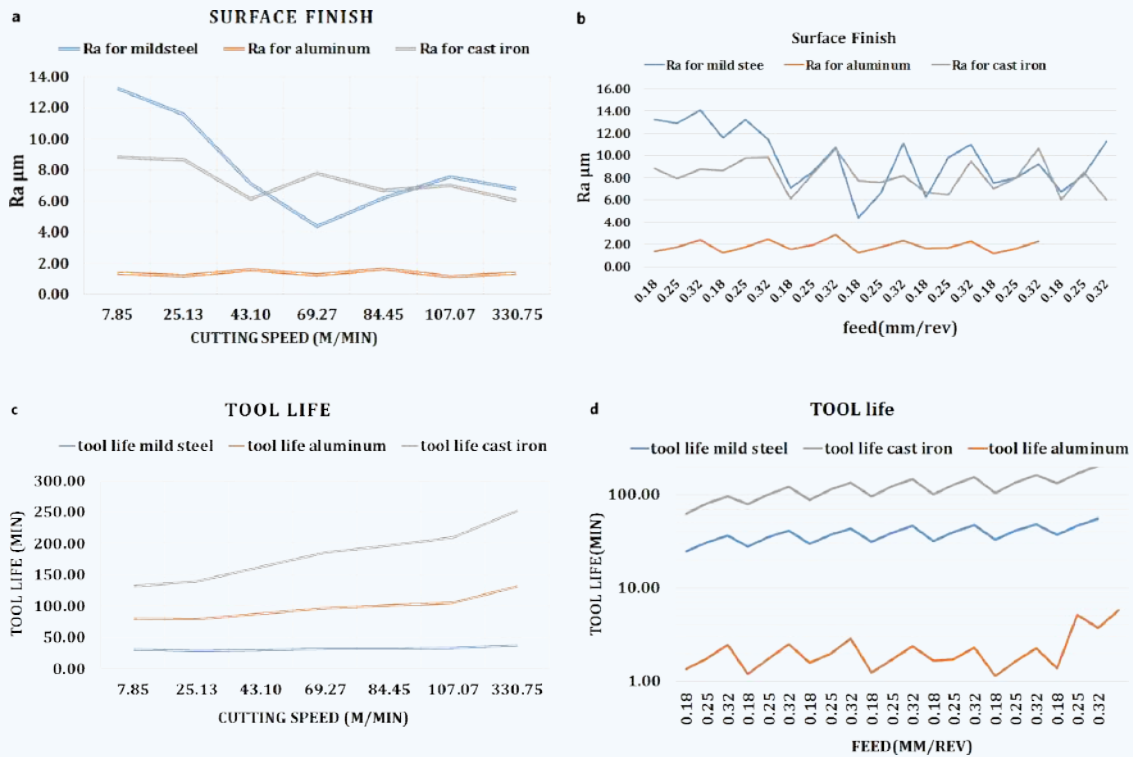 a
SURFACE FINISH
Ra for mildsteel Ra for aluminum Ra for cast iron
14.00
12.00
10.00
8.00
6.00
4.00
2.00
0.00
Ra µm
7.85 25.13 43.10 69.27 84.45 107.07 330.75
CUTTING SPEED (M/MIN)
b
Surface Finish
Ra for mild stee Ra for aluminum Ra for cast iron
16.00
14.00
12.00
10.00
8.00
6.00
4.00
2.00
0.00
Ra µm
0.18 0.25 0.32 0.18 0.25 0.32 0.18 0.25 0.32 0.18 0.25 0.32 0.18 0.25 0.32 0.18 0.25 0.32 0.18 0.25 0.32
feed(mm/rev)
c
TOOL LIFE
tool life mild steel tool life aluminum tool life cast iron
300.00
250.00
200.00
150.00
100.00
50.00
0.00
TOOL LIFE (MIN)
7.85 25.13 43.10 69.27 84.45 107.07 330.75
CUTTING SPEED (M/MIN)
d
TOOL life
tool life mild steel tool life cast iron tool life aluminum
100.00
10.00
1.00
TOOL LIFE(MIN)
0.18 0.25 0.32 0.18 0.25 0.32 0.18 0.25 0.32 0.18 0.25 0.32 0.18 0.25 0.32 0.18 0.25 0.32 0.18 0.25 0.32
FEED(MM/REV)